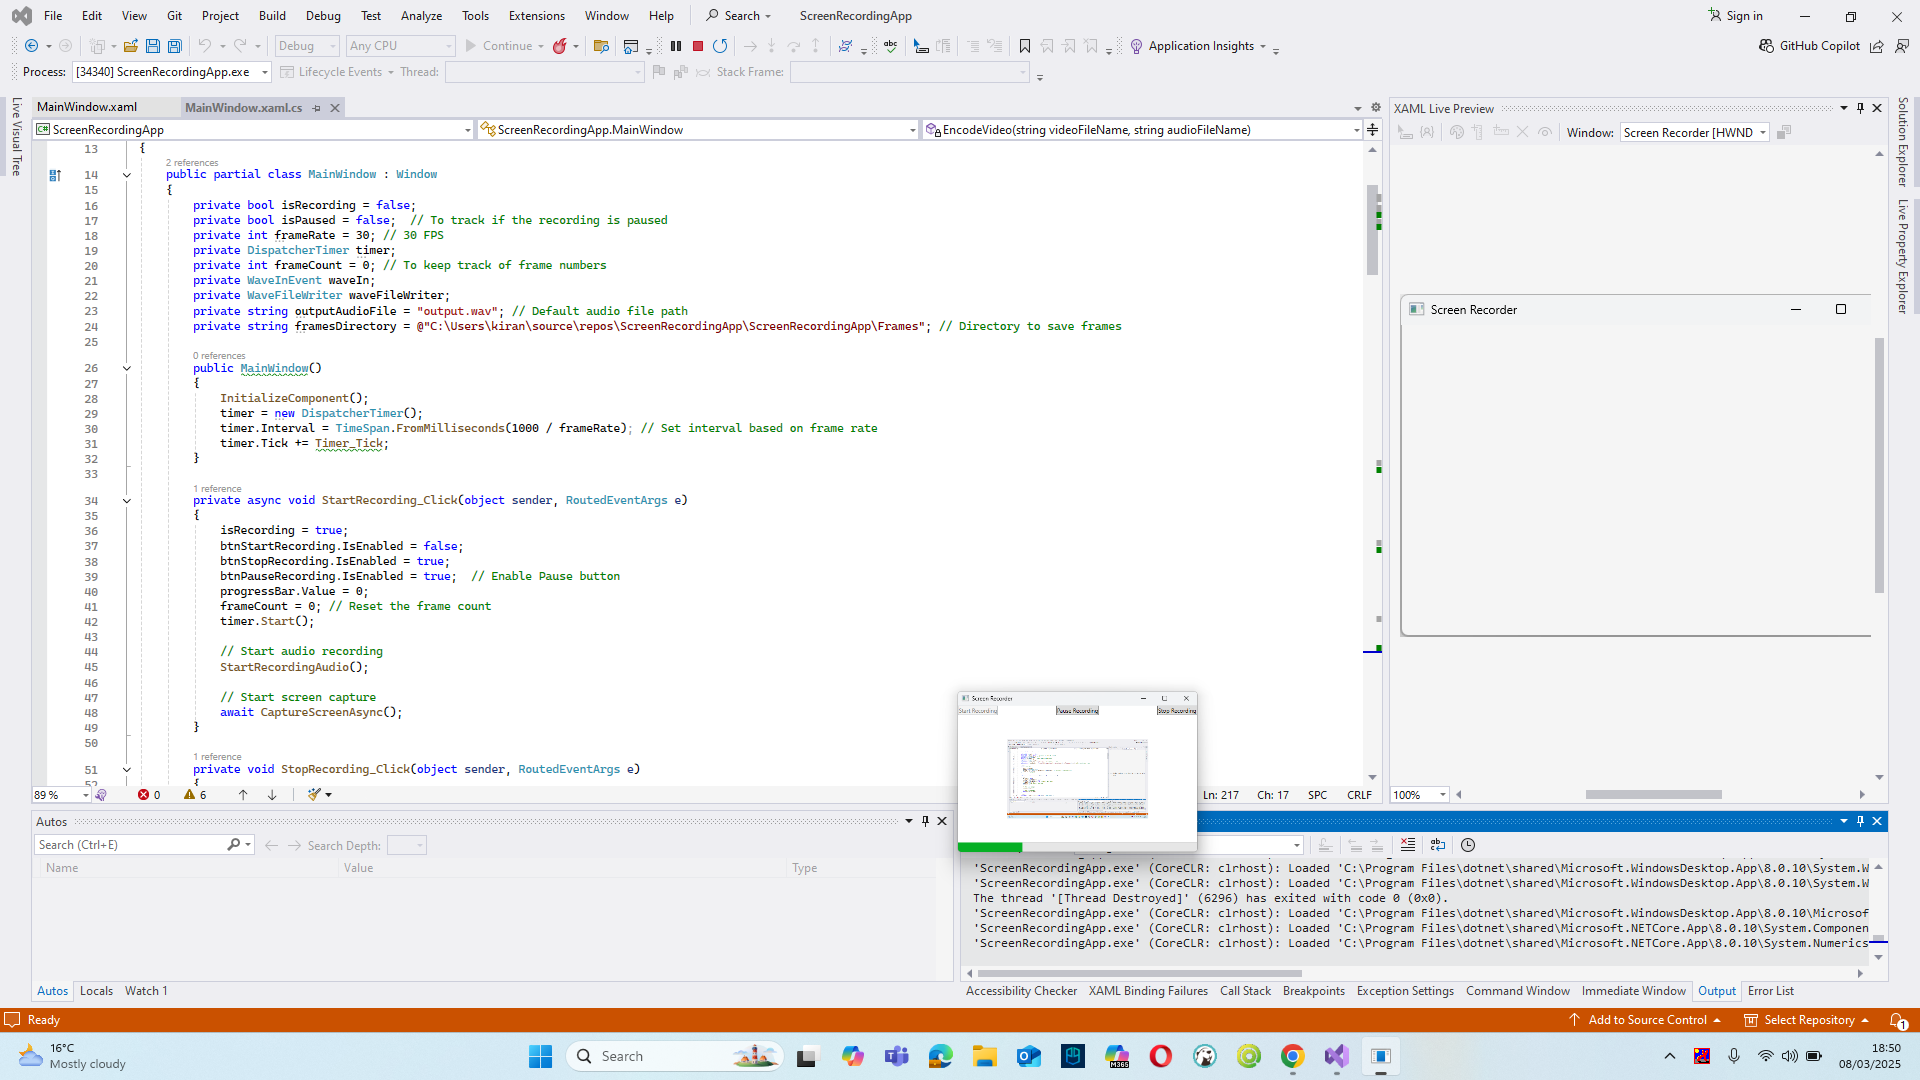 File Edit View Git Project Build Debug Test Analyze Tools Extensions Window Help Search ScreenRecordingApp Sign in
Debug Any CPU Continue Application Insights GitHub Copilot
Process: [34340] ScreenRecordingApp.exe Lifecycle Events Thread: Stack Frame:
Live Visual Tree
MainWindow.xaml MainWindow.xaml.cs
ScreenRecordingApp ScreenRecordingApp.MainWindow EncodeVideo(string videoFileName, string audioFileName)
13 {
2 references
14 public partial class MainWindow : Window
15 {
16 private bool isRecording = false;
17 private bool isPaused = false; // To track if the recording is paused
18 private int frameRate = 30; // 30 FPS
19 private DispatcherTimer timer;
20 private int frameCount = 0; // To keep track of frame numbers
21 private WaveInEvent waveIn;
22 private WaveFileWriter waveFileWriter;
23 private string outputAudioFile = "output.wav"; // Default audio file path
24 private string framesDirectory = @"C:\Users\kiran\source\repos\ScreenRecordingApp\ScreenRecordingApp\Frames"; // Directory to save frames
25
0 references
26 public MainWindow()
27 {
28 InitializeComponent();
29 timer = new DispatcherTimer();
30 timer.Interval = TimeSpan.FromMilliseconds(1000 / frameRate); // Set interval based on frame rate
31 timer.Tick += Timer_Tick;
32 }
33
1 reference
34 private async void StartRecording_Click(object sender, RoutedEventArgs e)
35 {
36 isRecording = true;
37 btnStartRecording.IsEnabled = false;
38 btnStopRecording.IsEnabled = true;
39 btnPauseRecording.IsEnabled = true; // Enable Pause button
40 progressBar.Value = 0;
41 frameCount = 0; // Reset the frame count
42 timer.Start();
43
44 // Start audio recording
45 StartRecordingAudio();
46
47 // Start screen capture
48 await CaptureScreenAsync();
49 }
50
1 reference
51 private void StopRecording_Click(object sender, RoutedEventArgs e)
52 {
89 % 0 6 Ln: 217 Ch: 17 SPC CRLF
XAML Live Preview
Window: Screen Recorder [HWND
Screen Recorder
100%
Solution Explorer
Live Property Explorer
Screen Recorder
Start Recording Pause Recording Stop Recording
Autos
Search (Ctrl+E) Search Depth:
Name Value Type
Autos Locals Watch 1
'ScreenRecordingApp.exe' (CoreCLR: clrhost): Loaded 'C:\Program Files\dotnet\shared\Microsoft.WindowsDesktop.App\8.0.10\System.W
'ScreenRecordingApp.exe' (CoreCLR: clrhost): Loaded 'C:\Program Files\dotnet\shared\Microsoft.WindowsDesktop.App\8.0.10\System.W
The thread '[Thread Destroyed]' (6296) has exited with code 0 (0x0).
'ScreenRecordingApp.exe' (CoreCLR: clrhost): Loaded 'C:\Program Files\dotnet\shared\Microsoft.WindowsDesktop.App\8.0.10\Microsof
'ScreenRecordingApp.exe' (CoreCLR: clrhost): Loaded 'C:\Program Files\dotnet\shared\Microsoft.NETCore.App\8.0.10\System.Componen
'ScreenRecordingApp.exe' (CoreCLR: clrhost): Loaded 'C:\Program Files\dotnet\shared\Microsoft.NETCore.App\8.0.10\System.Numerics
Accessibility Checker XAML Binding Failures Call Stack Breakpoints Exception Settings Command Window Immediate Window Output Error List
Ready Add to Source Control Select Repository 1
16°C
Mostly cloudy
Search
M365
18:50
08/03/2025